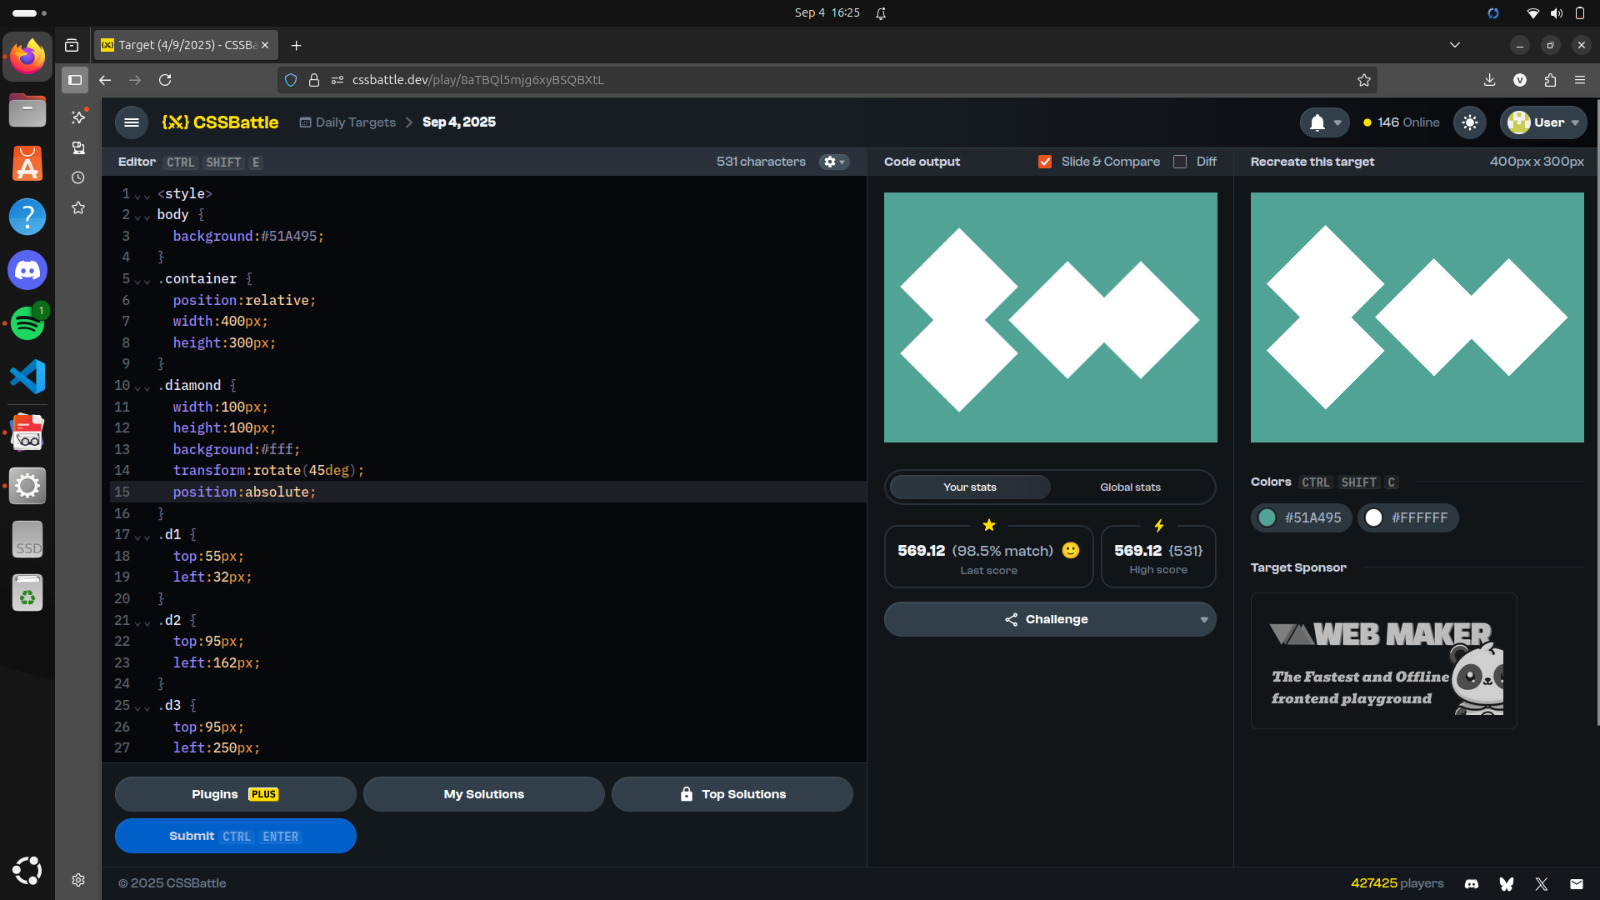 Sep 4 16:25
Target (4/9/2025) - CSSBa
cssbattle.dev/play/8aTBQl5mjg6xyBSQBXtL
{X} CSSBattle
Daily Targets > Sep 4, 2025
146 Online
User
Editor CTRL SHIFT E
531 characters
Code output
Slide & Compare
Diff
Recreate this target
400px x 300px
1 <style>
2 body {
3 background:#51A495;
4 }
5 .container {
6 position:relative;
7 width:400px;
8 height:300px;
9 }
10 .diamond {
11 width:100px;
12 height:100px;
13 background:#fff;
14 transform:rotate(45deg);
15 position:absolute;
16 }
17 .d1 {
18 top:55px;
19 left:32px;
20 }
21 .d2 {
22 top:95px;
23 left:162px;
24 }
25 .d3 {
26 top:95px;
27 left:250px;
Your stats
Global stats
569.12 (98.5% match)
Last score
569.12 {531}
High score
Challenge
Colors CTRL SHIFT C
#51A495
#FFFFFF
Target Sponsor
WEB MAKER
The Fastest and Offline
frontend playground
Plugins PLUS
My Solutions
Top Solutions
Submit CTRL ENTER
© 2025 CSSBattle
427425 players
1
SSD